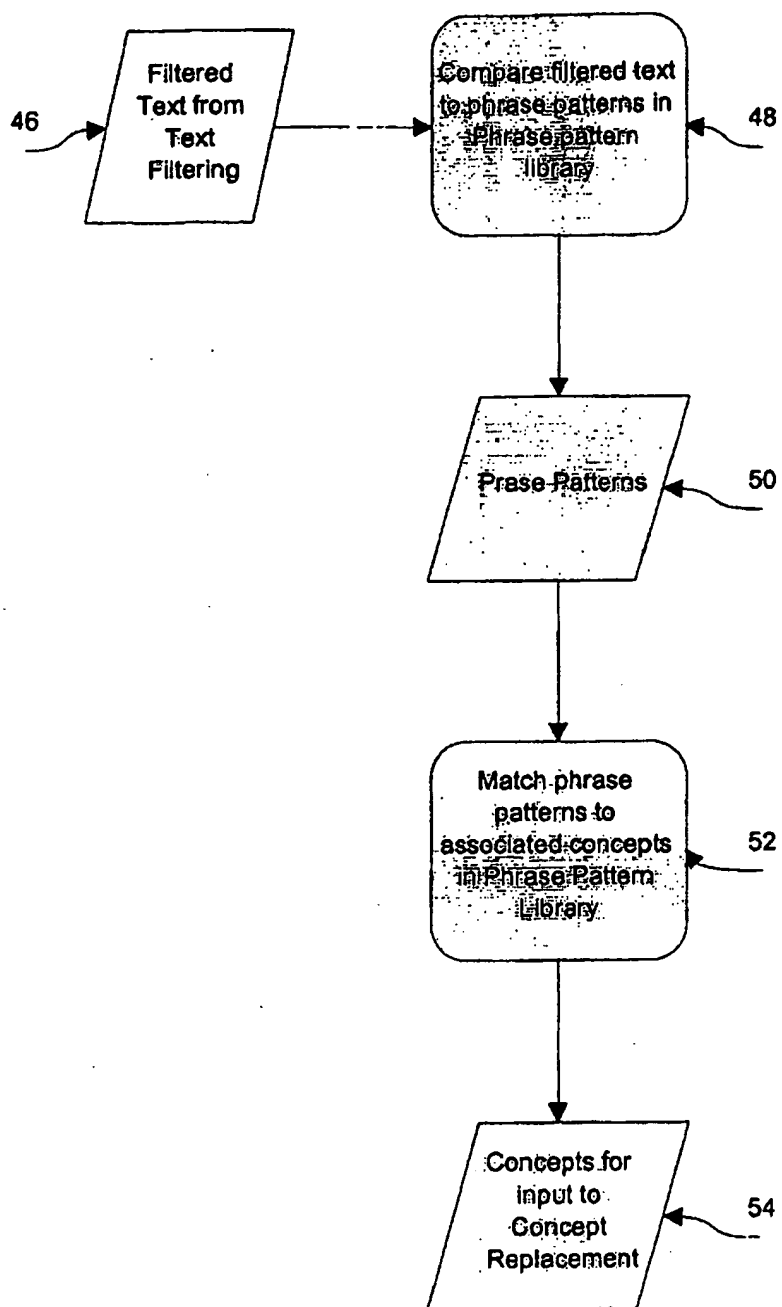 Filtered
Text from
Text
Filtering
46
Compare filtered text
to phrase patterns in
Phrase pattern
library
48
Prase Patterns
50
Match phrase
patterns to
associated concepts
in Phrase Pattern
Library
52
Concepts for
input to
Concept
Replacement
54